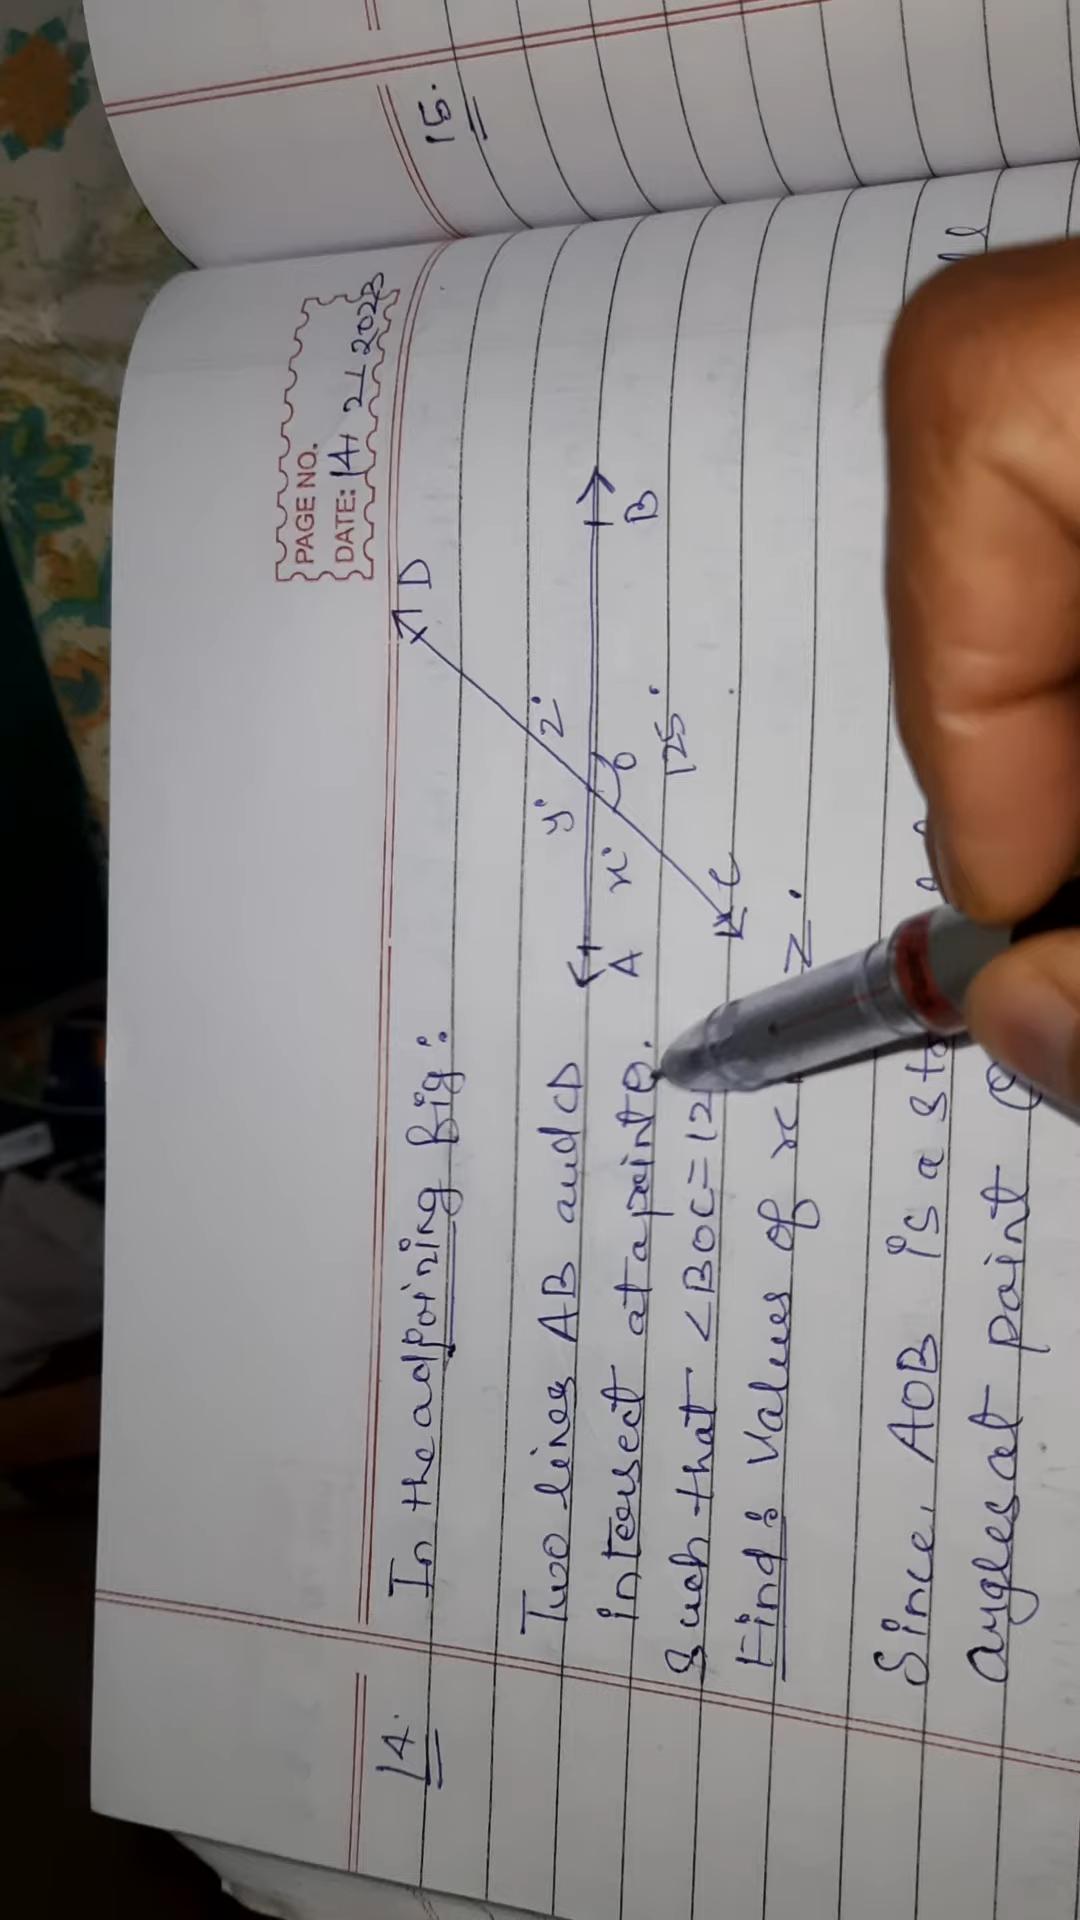 PAGE NO.
DATE: 14/ 2/ 2023
14.
In the adjoining fig:
Two lines AB and CD
intersect at a point O.
such that <BOC=12
Find: Values of x z.
D
y° z°
A O B
x° 125°
C
Since, AOB is a
angles at point
15.